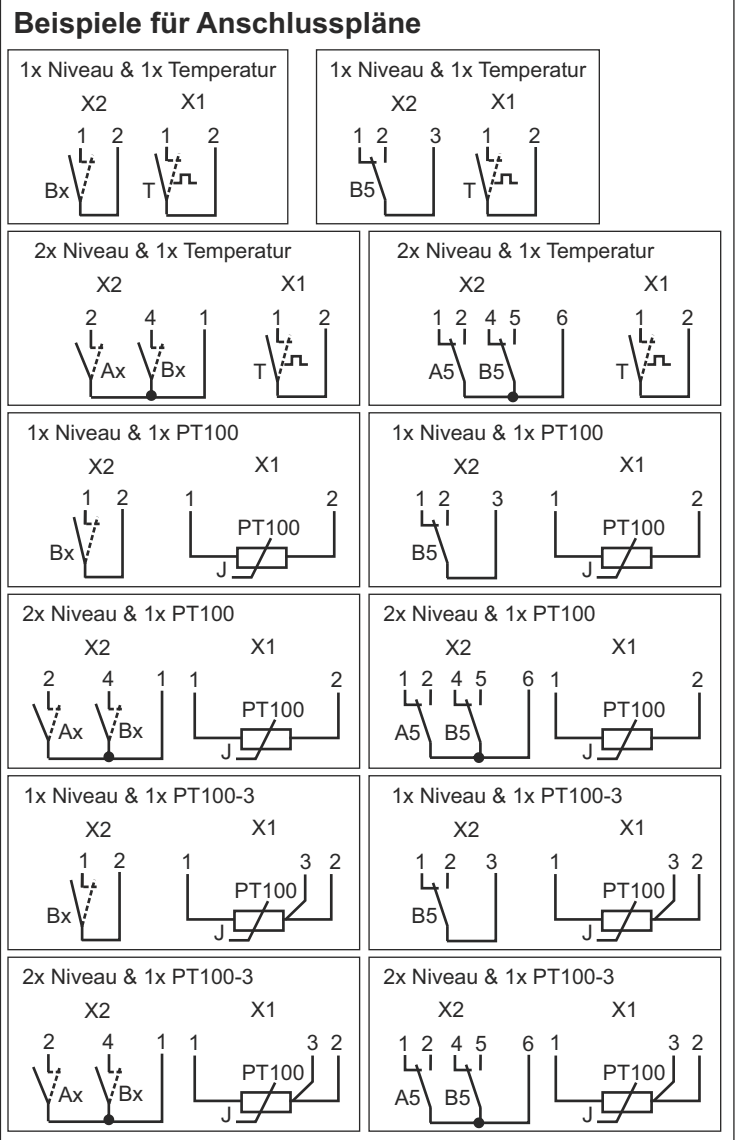 Beispiele für Anschlusspläne
1x Niveau & 1x Temperatur
X2 X1
1 2 1 2
Bx T
1x Niveau & 1x Temperatur
X2 X1
1 2 3 1 2
B5 T
2x Niveau & 1x Temperatur
X2 X1
2 4 1 1 2
Ax Bx T
2x Niveau & 1x Temperatur
X2 X1
1 2 4 5 6 1 2
A5 B5 T
1x Niveau & 1x PT100
X2 X1
1 2 1 2
PT100
Bx J
1x Niveau & 1x PT100
X2 X1
1 2 3 1 2
PT100
B5 J
2x Niveau & 1x PT100
X2 X1
2 4 1 1 2
PT100
Ax Bx J
2x Niveau & 1x PT100
X2 X1
1 2 4 5 6 1 2
PT100
A5 B5 J
1x Niveau & 1x PT100-3
X2 X1
1 2 1 3 2
PT100
Bx J
1x Niveau & 1x PT100-3
X2 X1
1 2 3 1 3 2
PT100
B5 J
2x Niveau & 1x PT100-3
X2 X1
2 4 1 1 3 2
PT100
Ax Bx J
2x Niveau & 1x PT100-3
X2 X1
1 2 4 5 6 1 3 2
PT100
A5 B5 J